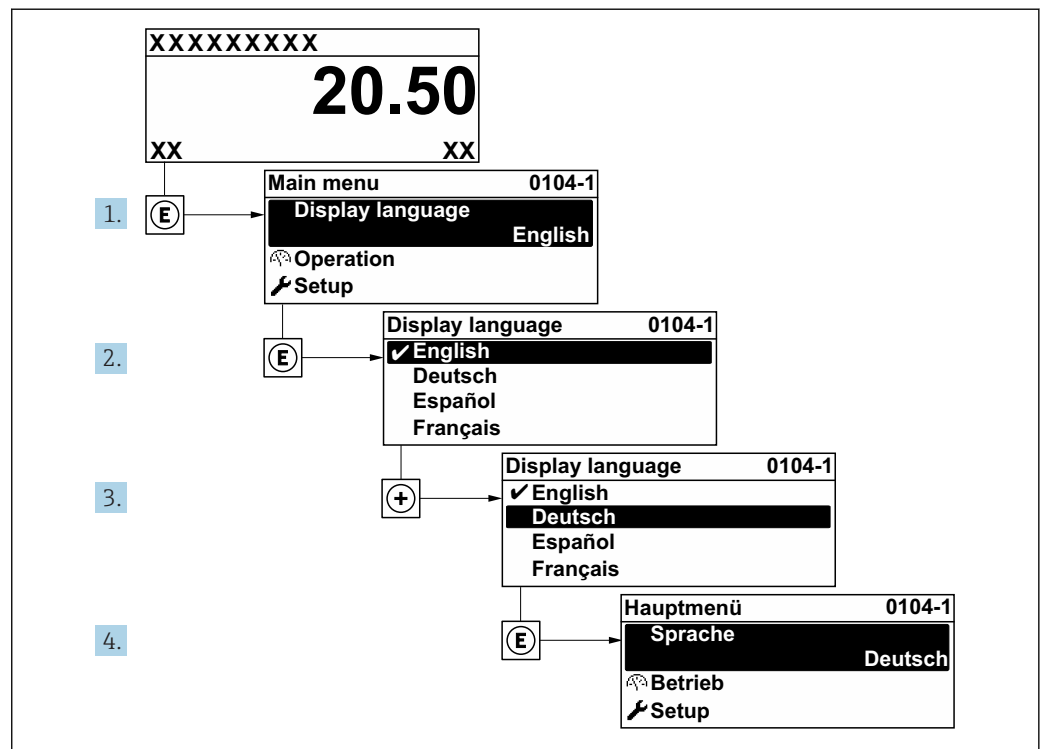 XXXXXXXXX
20.50
XX XX
1. E
Main menu 0104-1
Display language
English
Operation
Setup
2. E
Display language 0104-1
✔ English
Deutsch
Español
Français
3. +
Display language 0104-1
✔ English
Deutsch
Español
Français
4. E
Hauptmenü 0104-1
Sprache
Deutsch
Betrieb
Setup